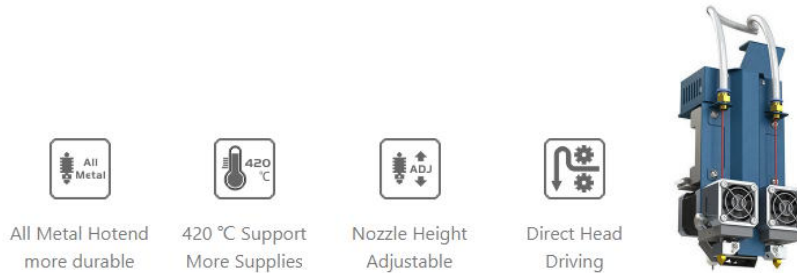 All
Metal
420
°C
ADJ
All Metal Hotend
more durable
420 °C Support
More Supplies
Nozzle Height
Adjustable
Direct Head
Driving